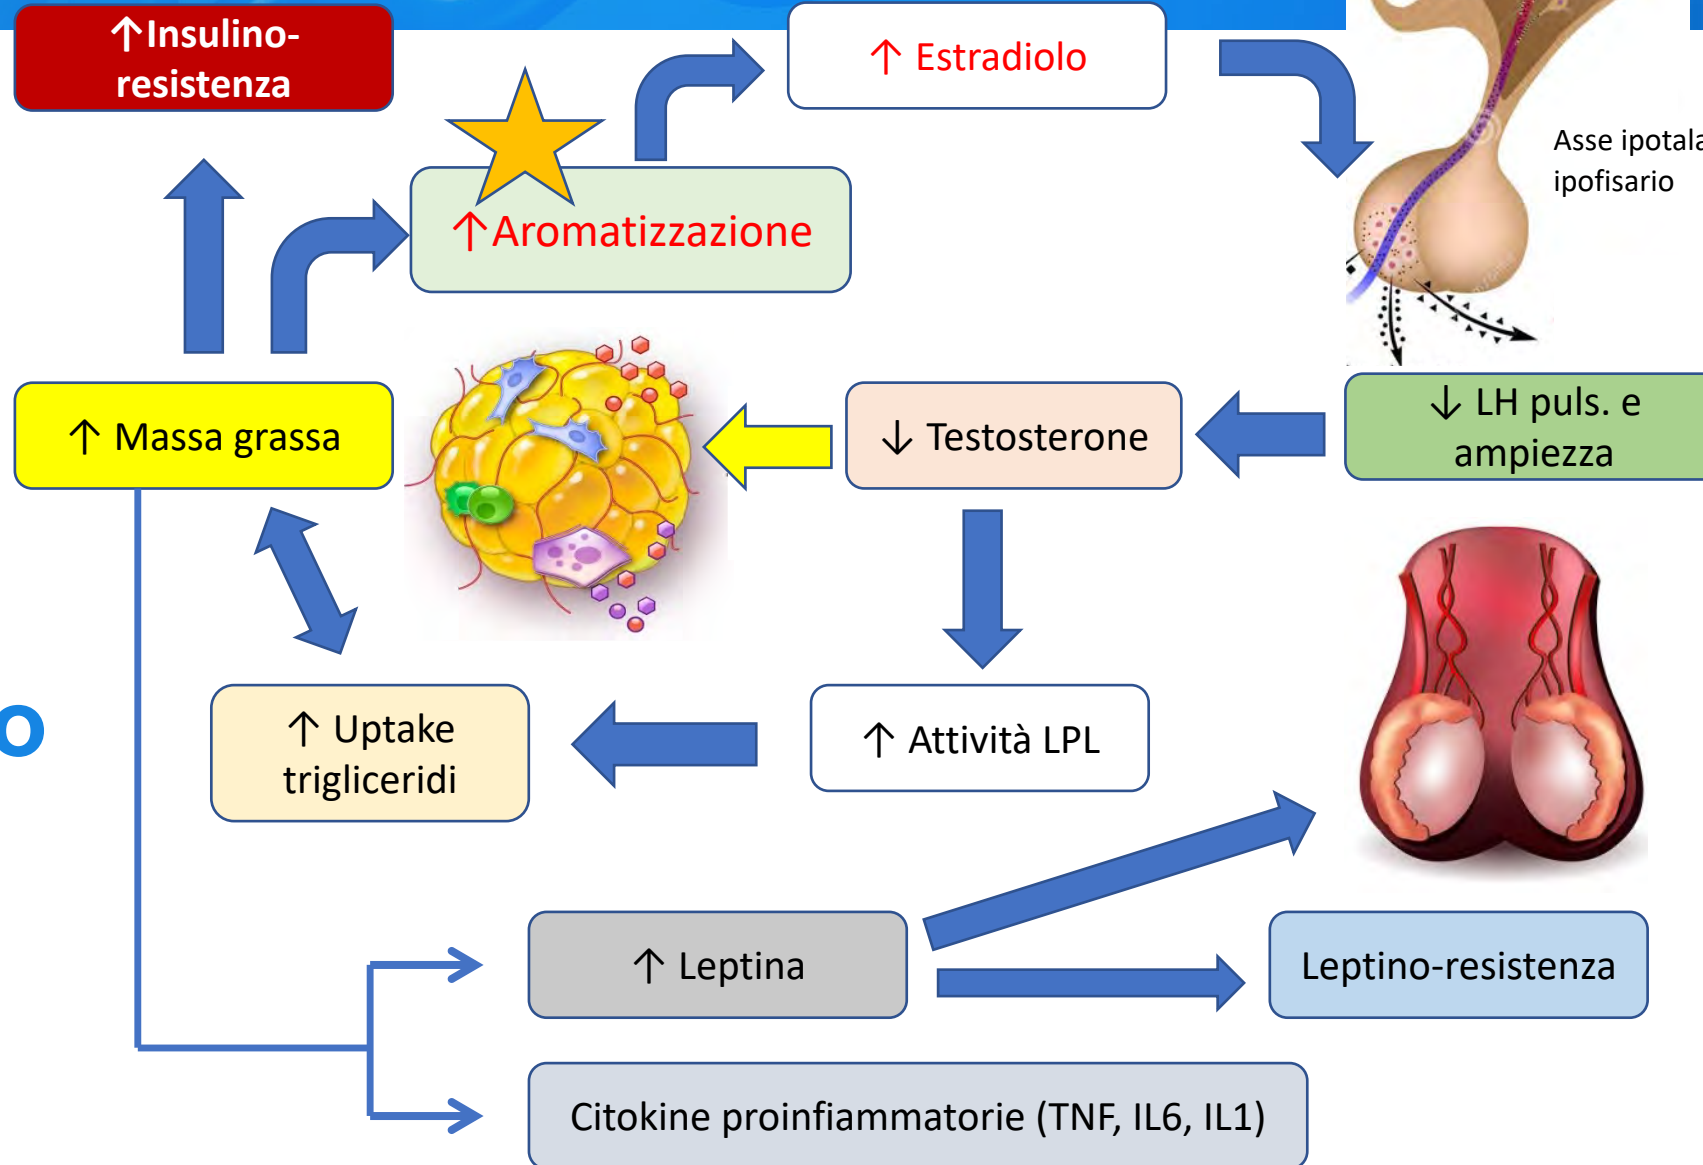 ↑Insulino-
resistenza
↑ Estradiolo
Asse ipotala
ipofisario
↑Aromatizzazione
↑ Massa grassa
↓ Testosterone
↓ LH puls. e
ampiezza
o
↑ Uptake
trigliceridi
↑ Attività LPL
↑ Leptina
Leptino-resistenza
Citokine proinfiammatorie (TNF, IL6, IL1)